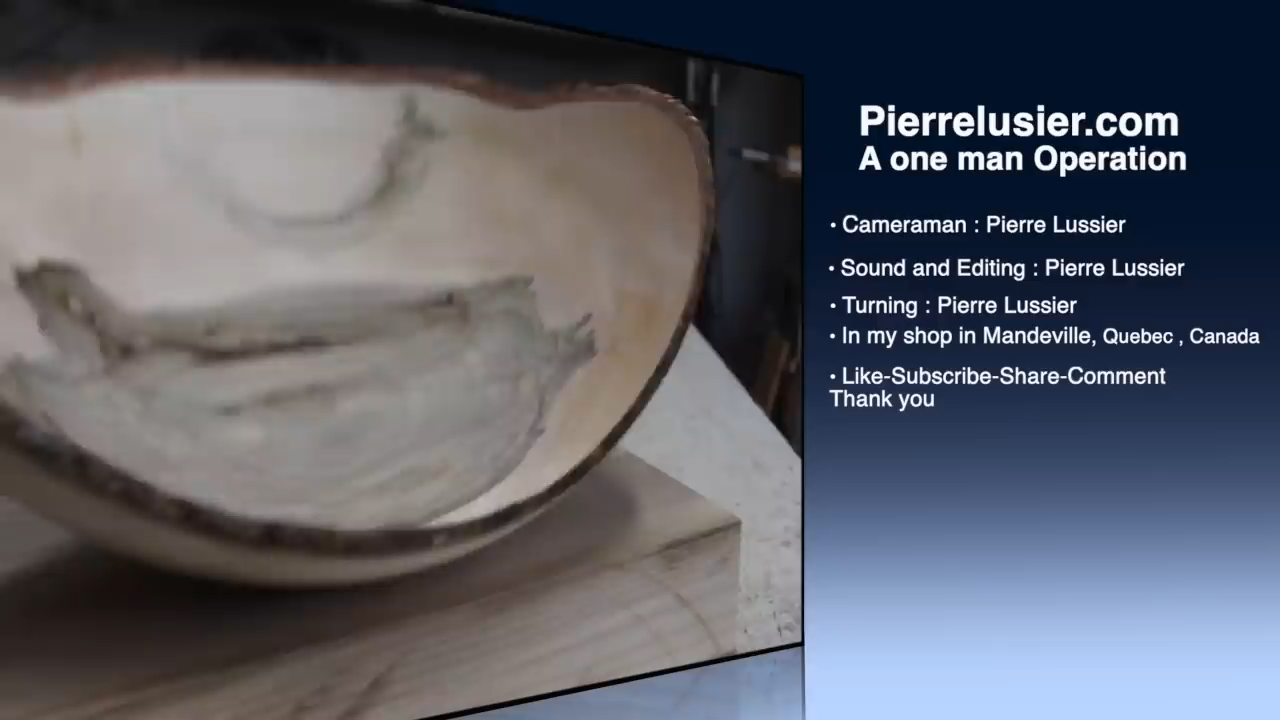 Pierrelusier.com
A one man Operation
• Cameraman : Pierre Lussier
• Sound and Editing : Pierre Lussier
• Turning : Pierre Lussier
• In my shop in Mandeville, Quebec , Canada
• Like-Subscribe-Share-Comment
Thank you